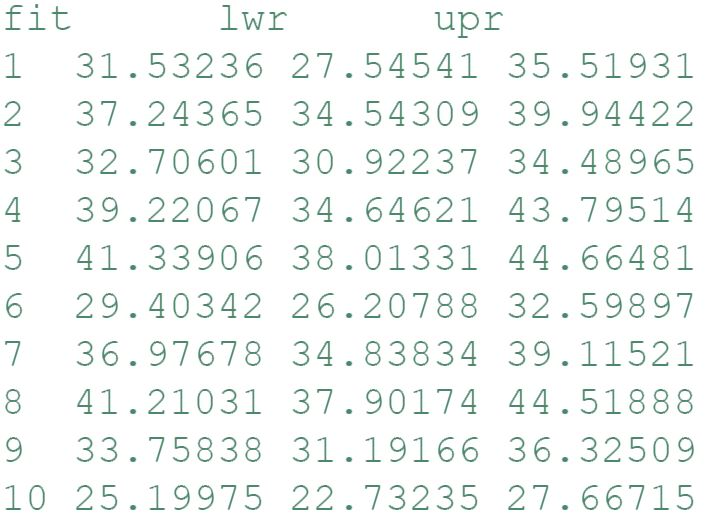 fit lwr upr
1 31.53236 27.54541 35.51931
2 37.24365 34.54309 39.94422
3 32.70601 30.92237 34.48965
4 39.22067 34.64621 43.79514
5 41.33906 38.01331 44.66481
6 29.40342 26.20788 32.59897
7 36.97678 34.83834 39.11521
8 41.21031 37.90174 44.51888
9 33.75838 31.19166 36.32509
10 25.19975 22.73235 27.66715